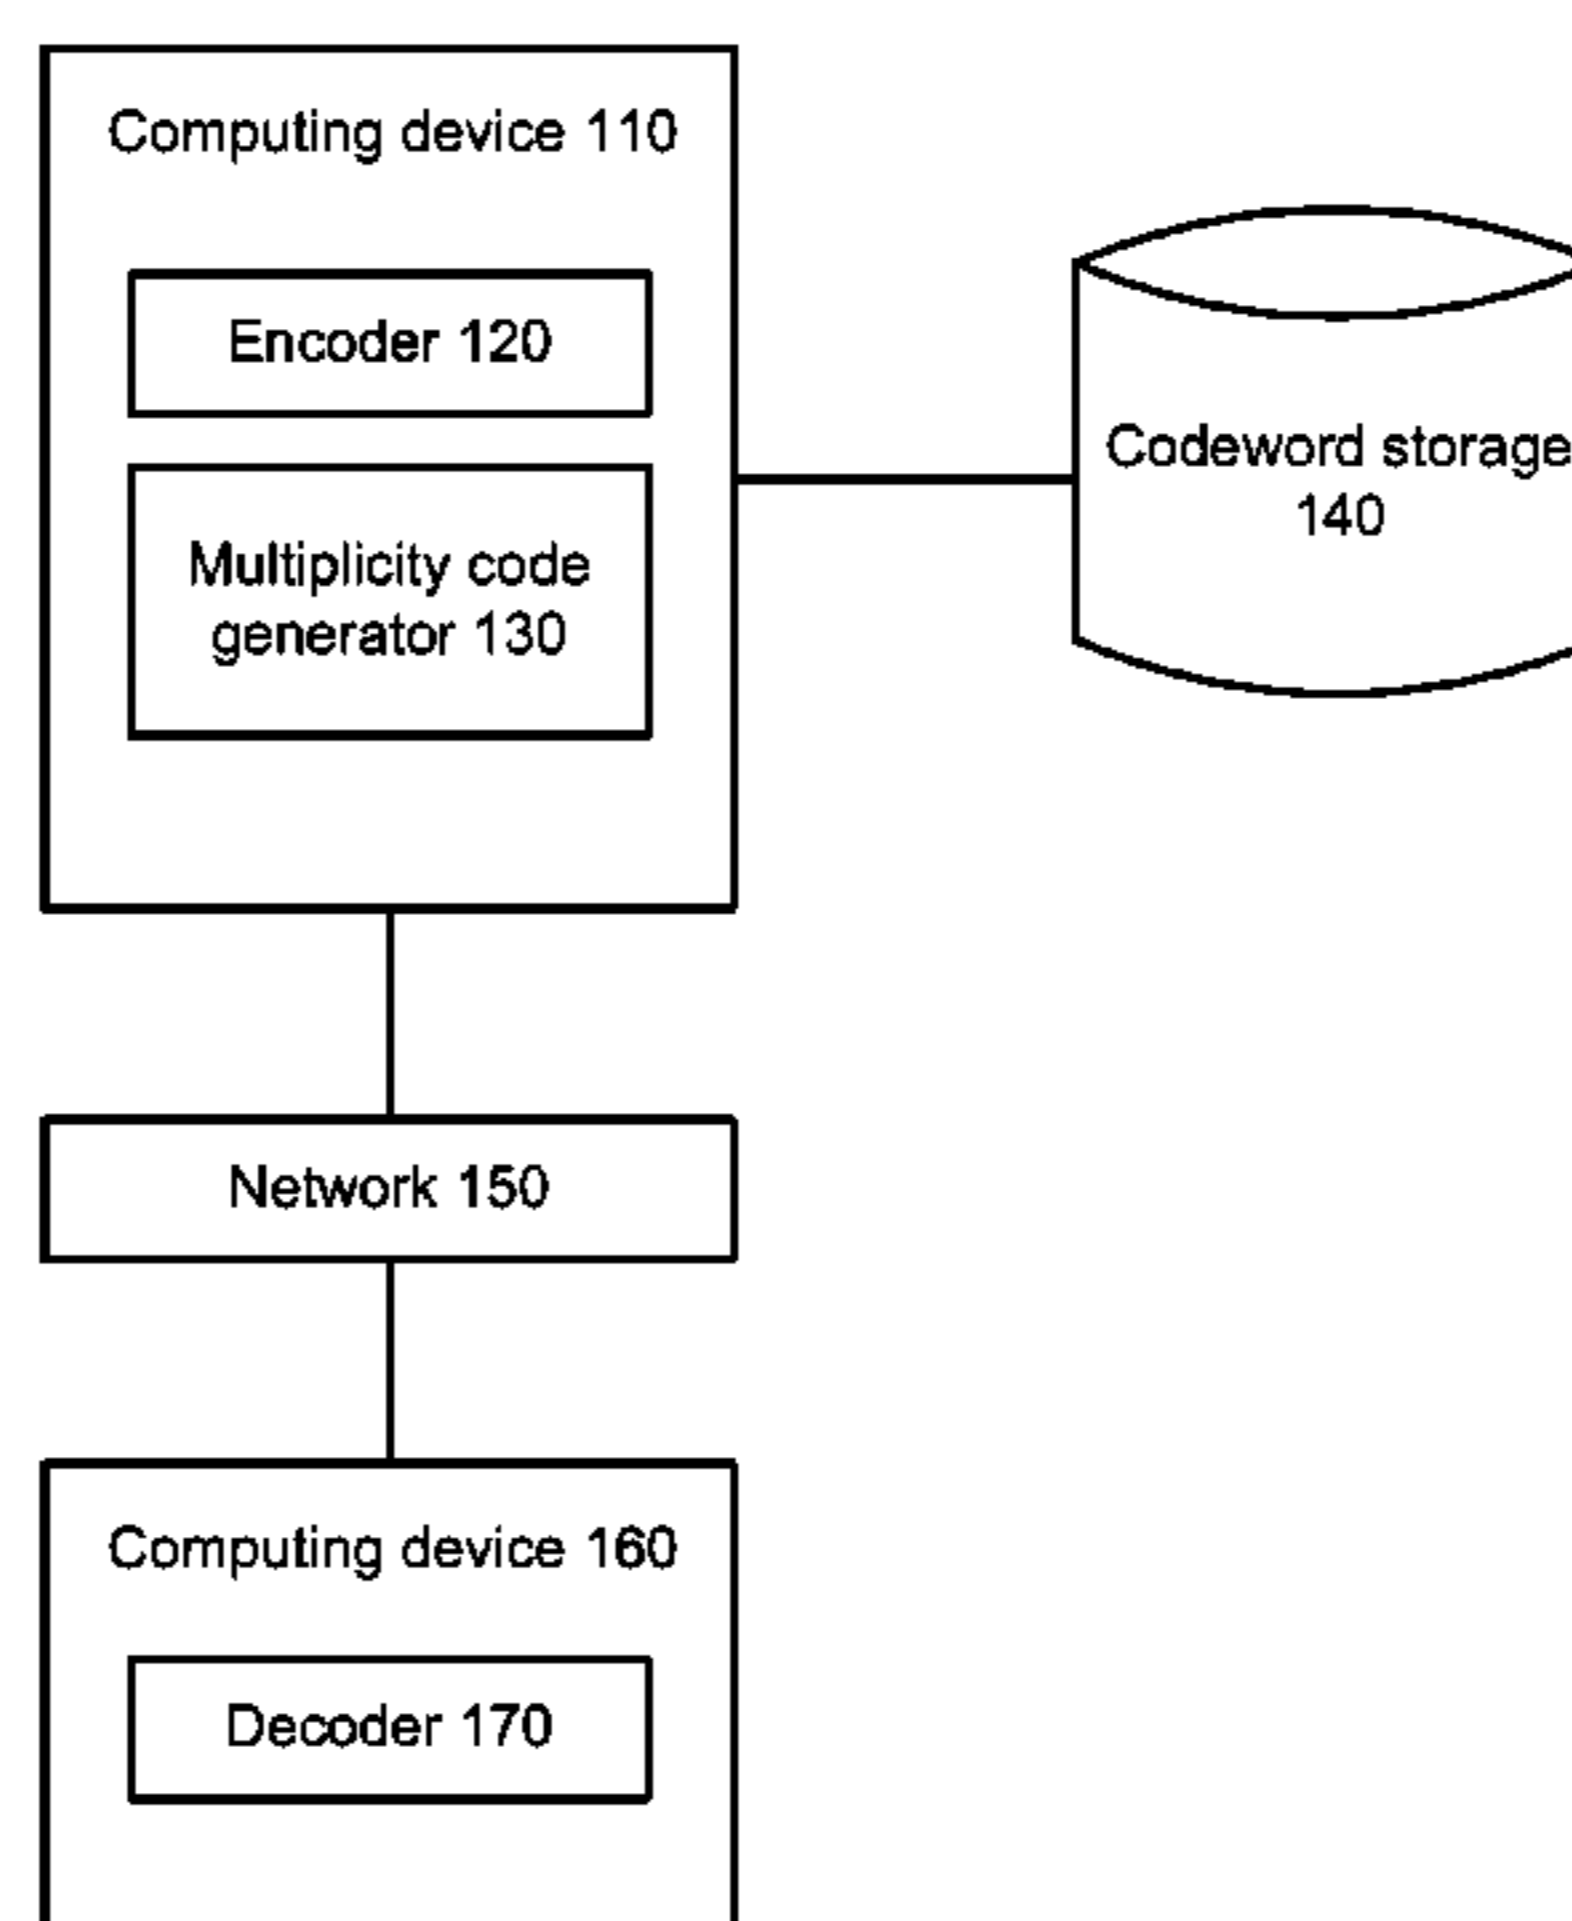 Computing device 110
Encoder 120
Multiplicity code
generator 130
Codeword storage
140
Network 150
Computing device 160
Decoder 170